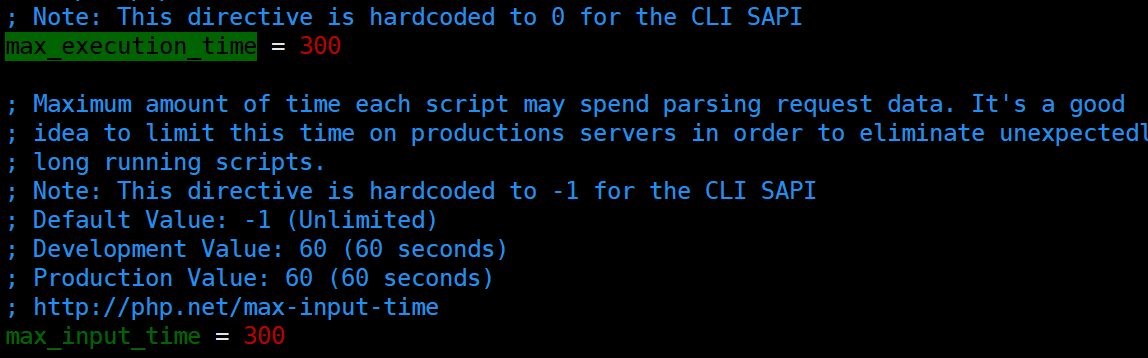 ; Note: This directive is hardcoded to 0 for the CLI SAPI
max_execution_time = 300
; Maximum amount of time each script may spend parsing request data. It's a good
; idea to limit this time on productions servers in order to eliminate unexpectedl
; long running scripts.
; Note: This directive is hardcoded to -1 for the CLI SAPI
; Default Value: -1 (Unlimited)
; Development Value: 60 (60 seconds)
; Production Value: 60 (60 seconds)
; http://php.net/max-input-time
max_input_time = 300